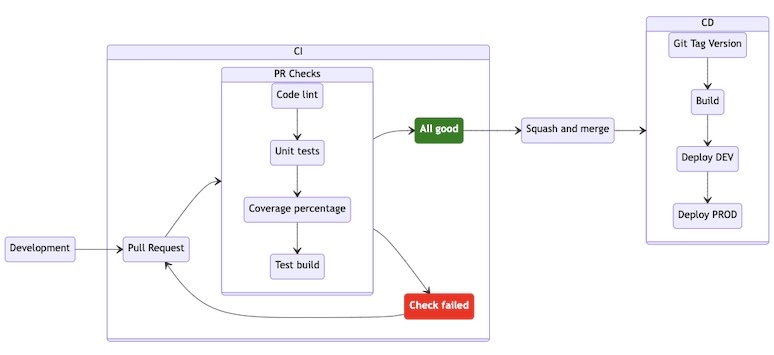 CI
PR Checks
Code lint
Unit tests
Coverage percentage
Test build
Development
Pull Request
All good
Check failed
Squash and merge
CD
Git Tag Version
Build
Deploy DEV
Deploy PROD